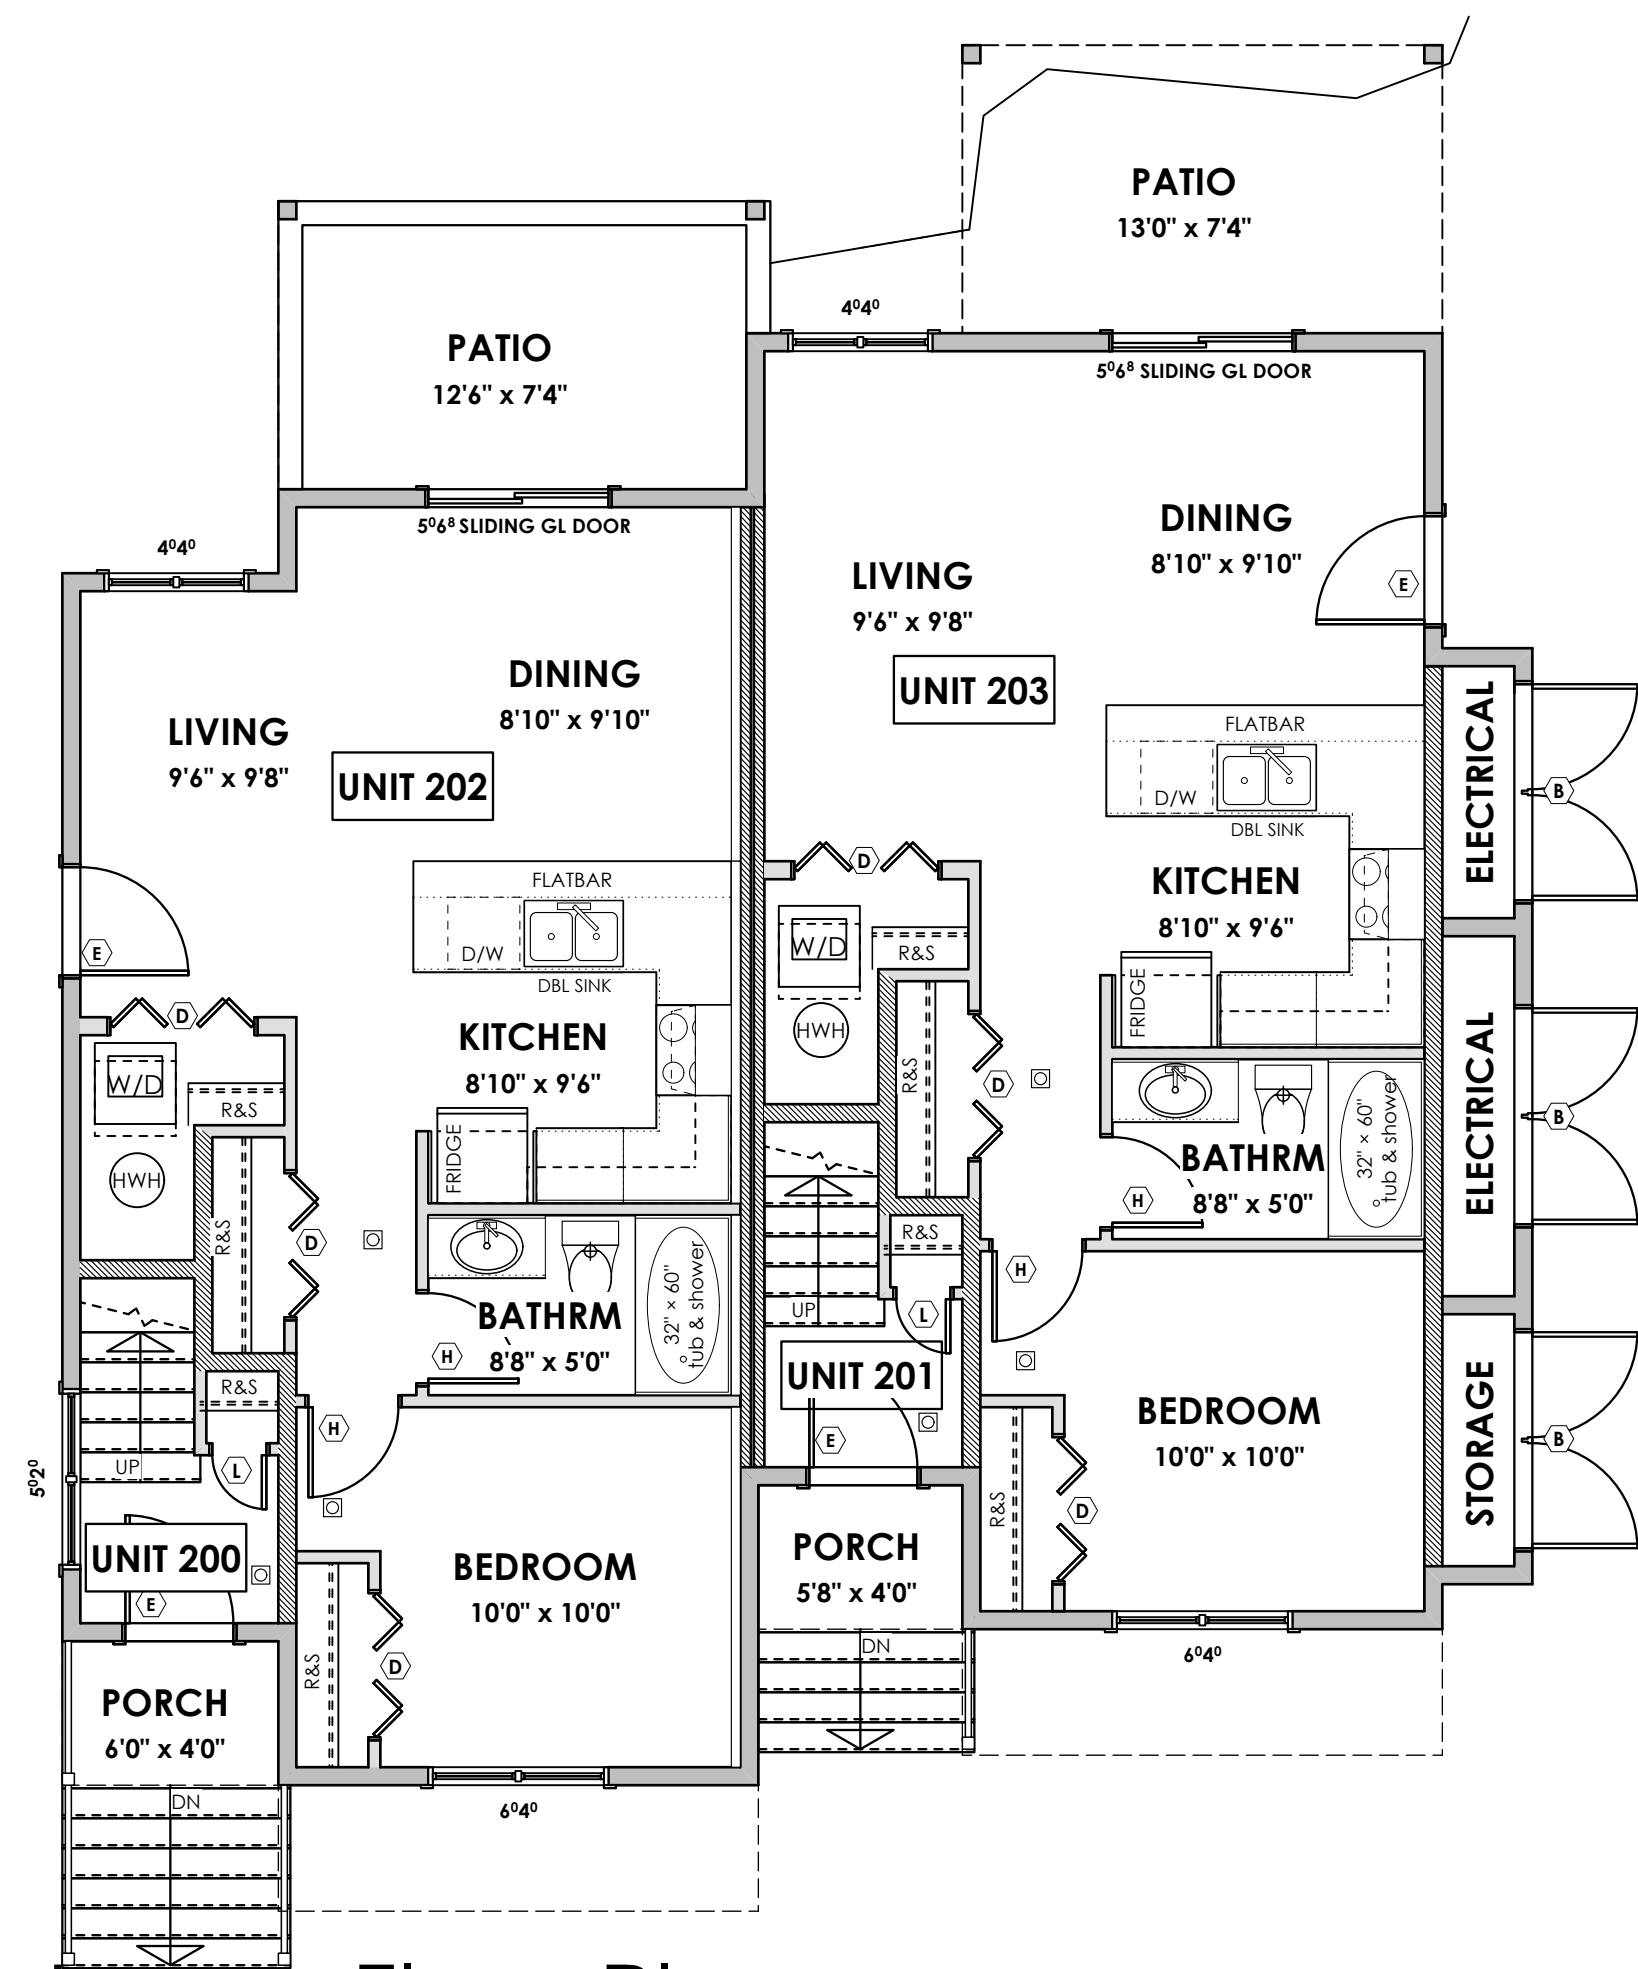 PATIO
13'0" x 7'4"
4⁰4⁰
5⁰6⁸ SLIDING GL DOOR
PATIO
12'6" x 7'4"
5⁰6⁸ SLIDING GL DOOR
4⁰4⁰
DINING
8'10" x 9'10"
E
LIVING
9'6" x 9'8"
UNIT 203
DINING
8'10" x 9'10"
LIVING
9'6" x 9'8"
UNIT 202
ELECTRICAL
B
FLATBAR
D/W
DBL SINK
KITCHEN
8'10" x 9'6"
FRIDGE
D
W/D
R&S
HWH
R&S
D
E
FLATBAR
D/W
DBL SINK
KITCHEN
8'10" x 9'6"
FRIDGE
D
W/D
R&S
HWH
R&S
D
ELECTRICAL
B
BATHRM
8'8" x 5'0"
32" × 60"
tub & shower
H
H
R&S
UP
L
UNIT 201
E
BATHRM
8'8" x 5'0"
32" × 60"
tub & shower
H
H
R&S
UP
L
5⁰2⁰
UNIT 200
E
STORAGE
B
BEDROOM
10'0" x 10'0"
R&S
D
PORCH
5'8" x 4'0"
DN
6⁰4⁰
BEDROOM
10'0" x 10'0"
R&S
D
PORCH
6'0" x 4'0"
DN
6⁰4⁰